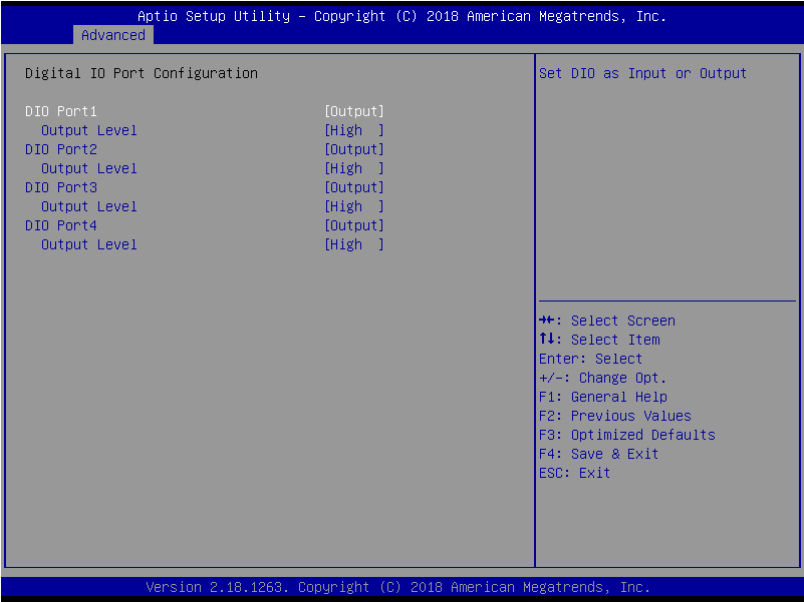 Aptio Setup Utility – Copyright (C) 2018 American Megatrends, Inc.
Advanced
Digital IO Port Configuration
DIO Port1 [Output]
Output Level [High ]
DIO Port2 [Output]
Output Level [High ]
DIO Port3 [Output]
Output Level [High ]
DIO Port4 [Output]
Output Level [High ]
Set DIO as Input or Output
→←: Select Screen
↑↓: Select Item
Enter: Select
+/-: Change Opt.
F1: General Help
F2: Previous Values
F3: Optimized Defaults
F4: Save & Exit
ESC: Exit
Version 2.18.1263. Copyright (C) 2018 American Megatrends, Inc.